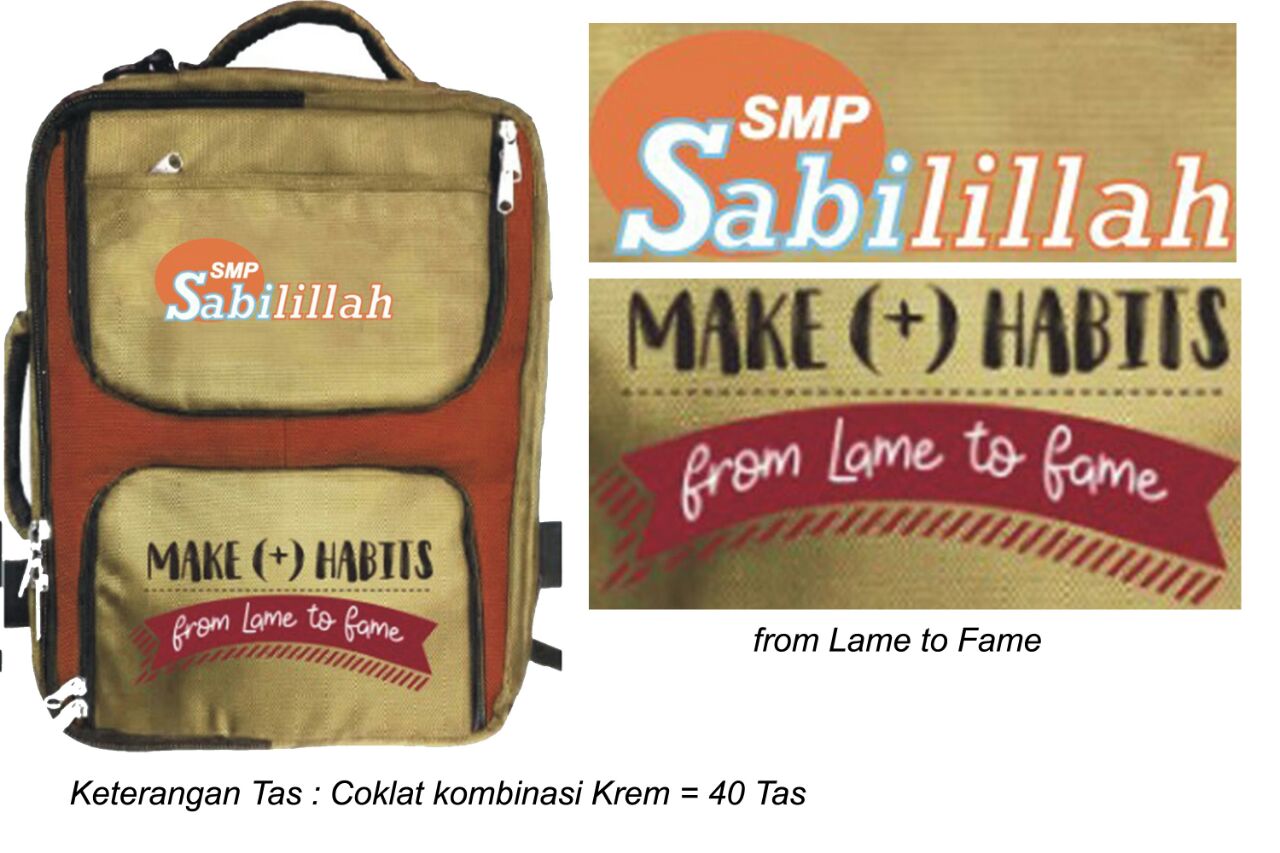 SMP
Sabilillah
MAKE (+) HABITS
from Lame to fame
SMP
Sabilillah
MAKE (+) HABITS
from Lame to fame
from Lame to Fame
Keterangan Tas : Coklat kombinasi Krem = 40 Tas